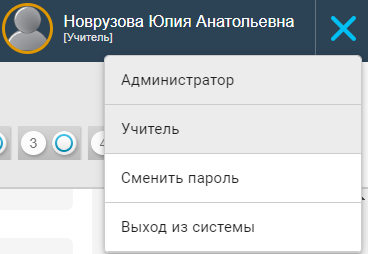 Новрузова Юлия Анатольевна
[Учитель]
Администратор
Учитель
3
4
Сменить пароль
Выход из системы